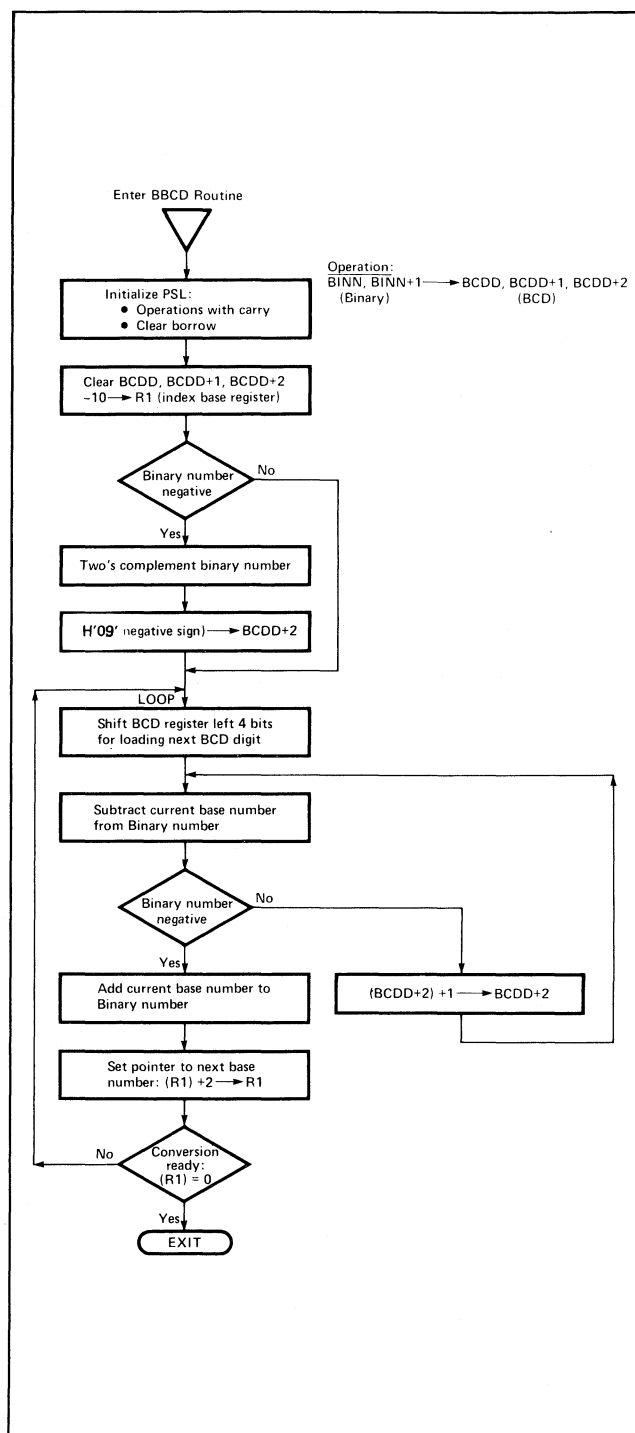 Enter BBCD Routine
Operation:
BINN, BINN+1 → BCDD, BCDD+1, BCDD+2
(Binary) (BCD)
Initialize PSL:
• Operations with carry
• Clear borrow
Clear BCDD, BCDD+1, BCDD+2
-10 → R1 (index base register)
Binary number
negative
No
Yes
Two's complement binary number
H'09' negative sign) → BCDD+2
LOOP
Shift BCD register left 4 bits
for loading next BCD digit
Subtract current base number
from Binary number
Binary number
negative
No
Yes
Add current base number to
Binary number
(BCDD+2) +1 → BCDD+2
Set pointer to next base
number: (R1) +2 → R1
Conversion
ready:
(R1) = 0
No
Yes
EXIT